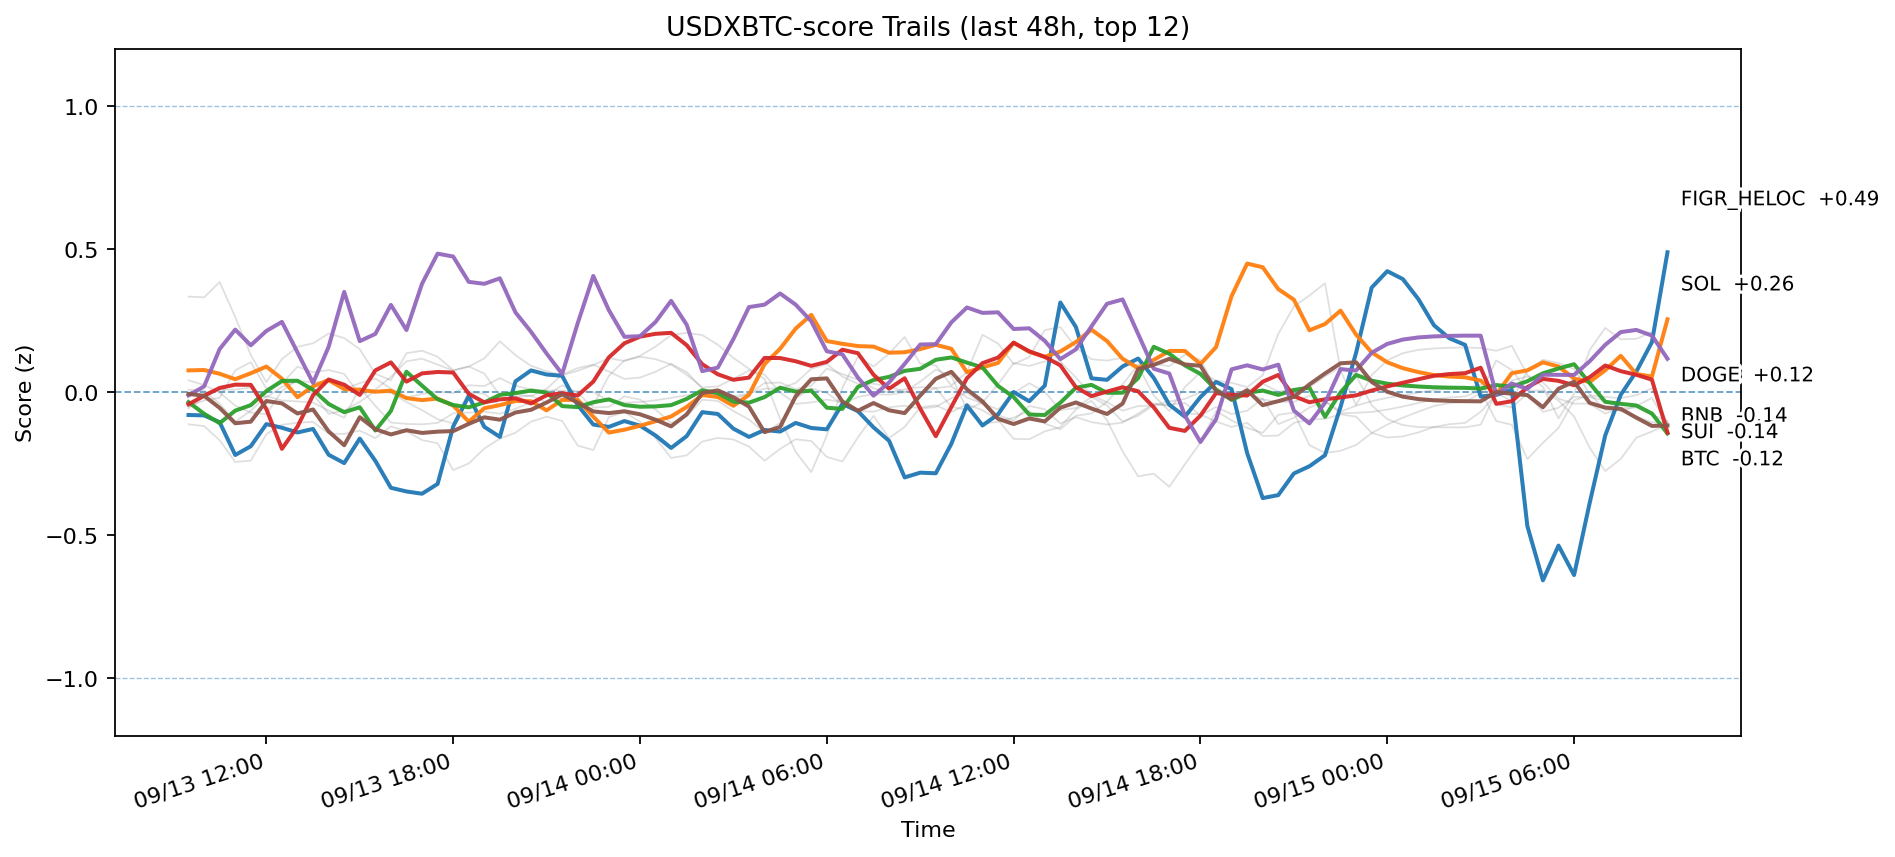 USDXBTC-score Trails (last 48h, top 12)
Score (z)
1.0
0.5
0.0
−0.5
−1.0
FIGR_HELOC +0.49
SOL +0.26
DOGE +0.12
BNB -0.14
SUI -0.14
BTC -0.12
09/13 12:00
09/13 18:00
09/14 00:00
09/14 06:00
09/14 12:00
09/14 18:00
09/15 00:00
09/15 06:00
Time